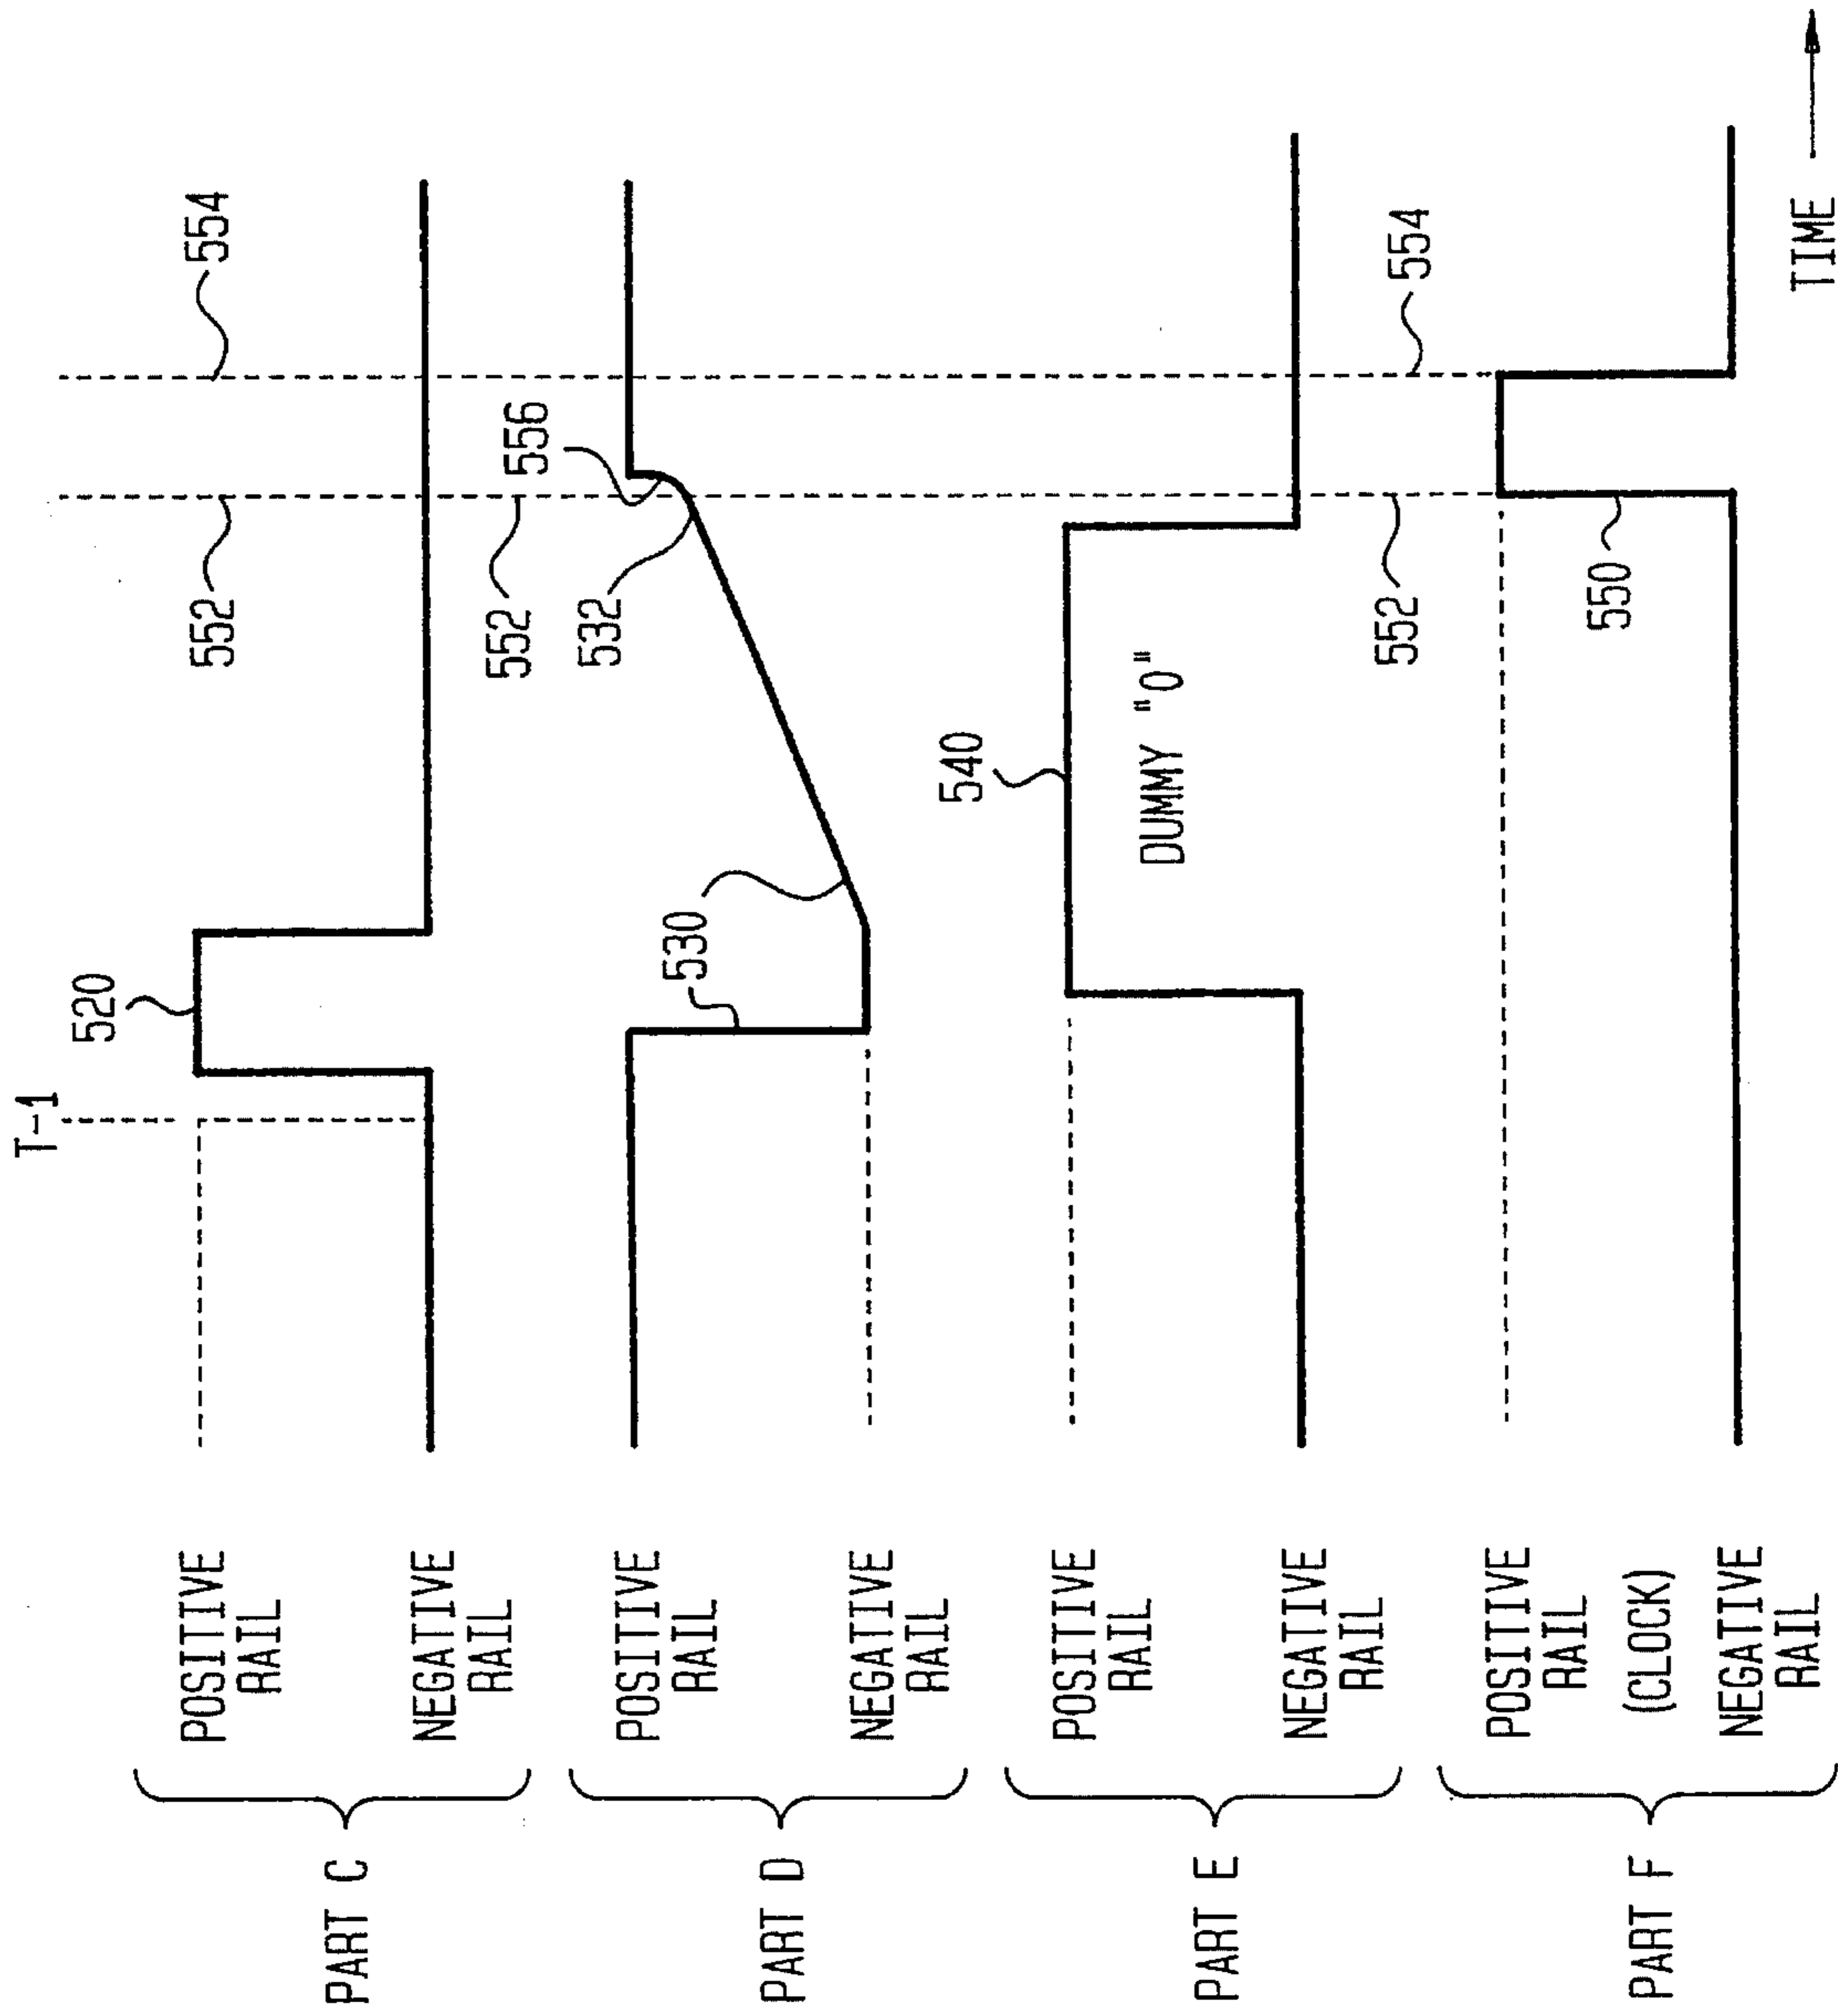 T-1
520
552
554
PART C
POSITIVE
RAIL
NEGATIVE
RAIL
530
552
532
556
PART D
POSITIVE
RAIL
NEGATIVE
RAIL
540
DUMMY "0"
PART E
POSITIVE
RAIL
NEGATIVE
RAIL
552
554
550
PART F
POSITIVE
RAIL
(CLOCK)
NEGATIVE
RAIL
TIME